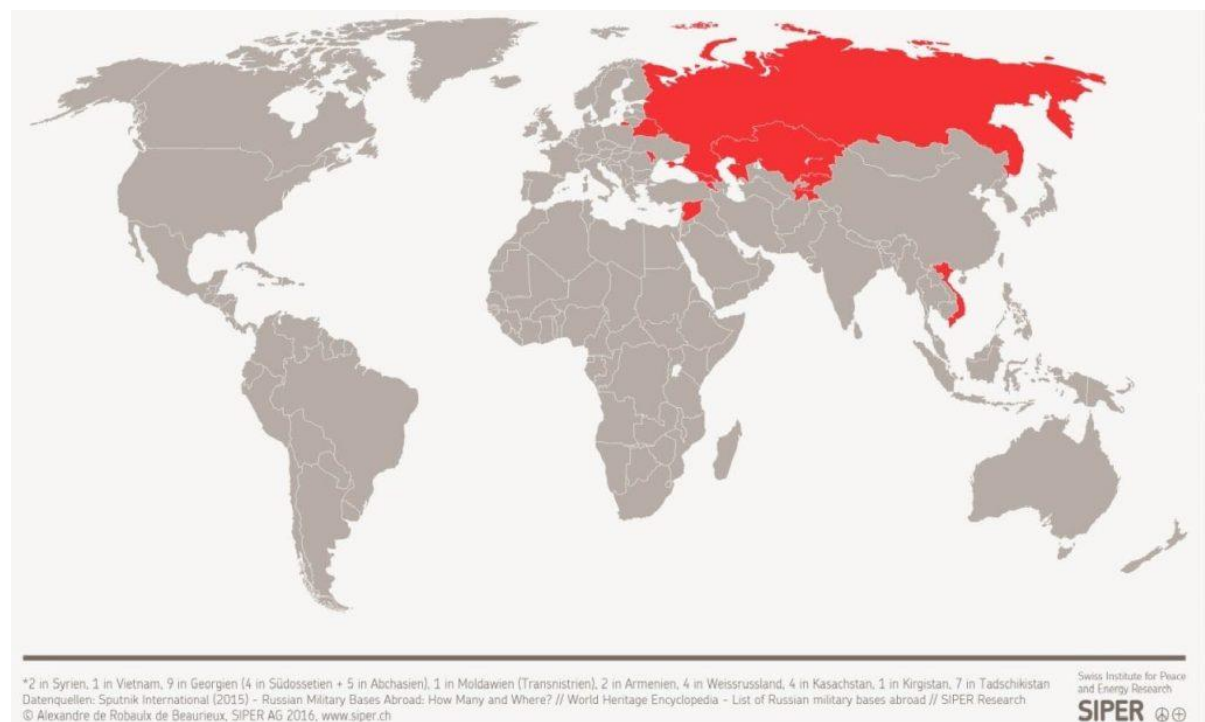 *2 in Syrien, 1 in Vietnam, 9 in Georgien (4 in Südossetien + 5 in Abchasien), 1 in Moldawien (Transnistrien), 2 in Armenien, 4 in Weissrussland, 4 in Kasachstan, 1 in Kirgistan, 7 in Tadschikistan
Datenquellen: Sputnik International (2015) – Russian Military Bases Abroad: How Many and Where? // World Heritage Encyclopedia – List of Russian military bases abroad // SIPER Research
© Alexandre de Robaulx de Beaurieux, SIPER AG 2016, www.siper.ch
Swiss Institute for Peace
and Energy Research
SIPER